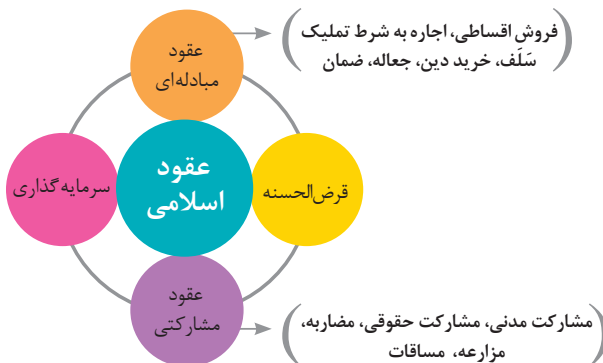 عقود
مبادله‌ای
(فروش اقساطی، اجاره به شرط تملیک
سَلَف، خرید دین، جعاله، ضمان)
قرض‌الحسنه
عقود
اسلامی
سرمایه‌گذاری
عقود
مشارکتی
(مشارکت مدنی، مشارکت حقوقی، مضاربه،
مزارعه، مساقات)